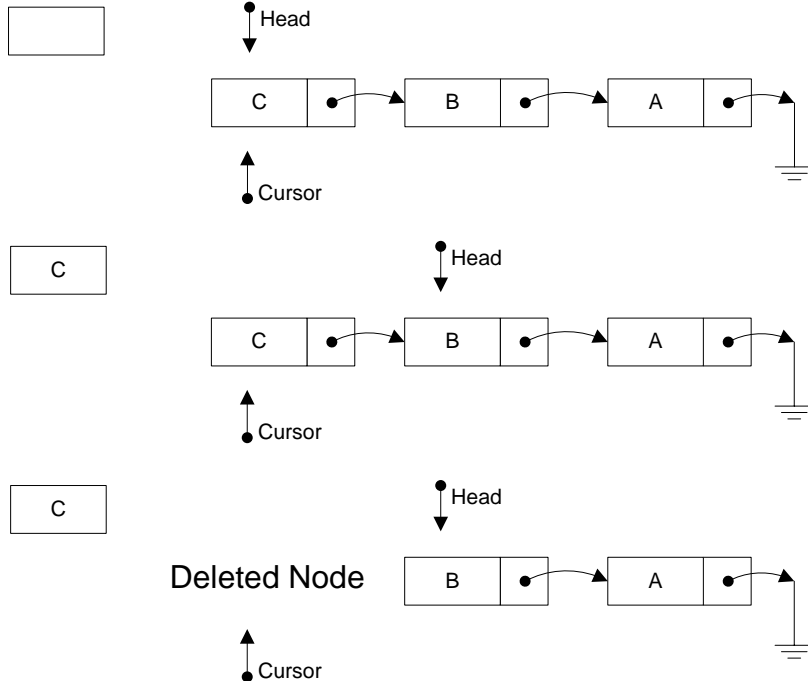 Head
C B A
Cursor
C
Head
C B A
Cursor
C
Head
Deleted Node B A
Cursor